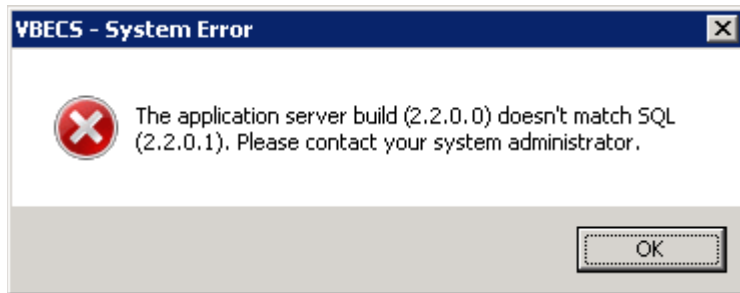 VBECS - System Error
The application server build (2.2.0.0) doesn't match SQL
(2.2.0.1). Please contact your system administrator.
OK